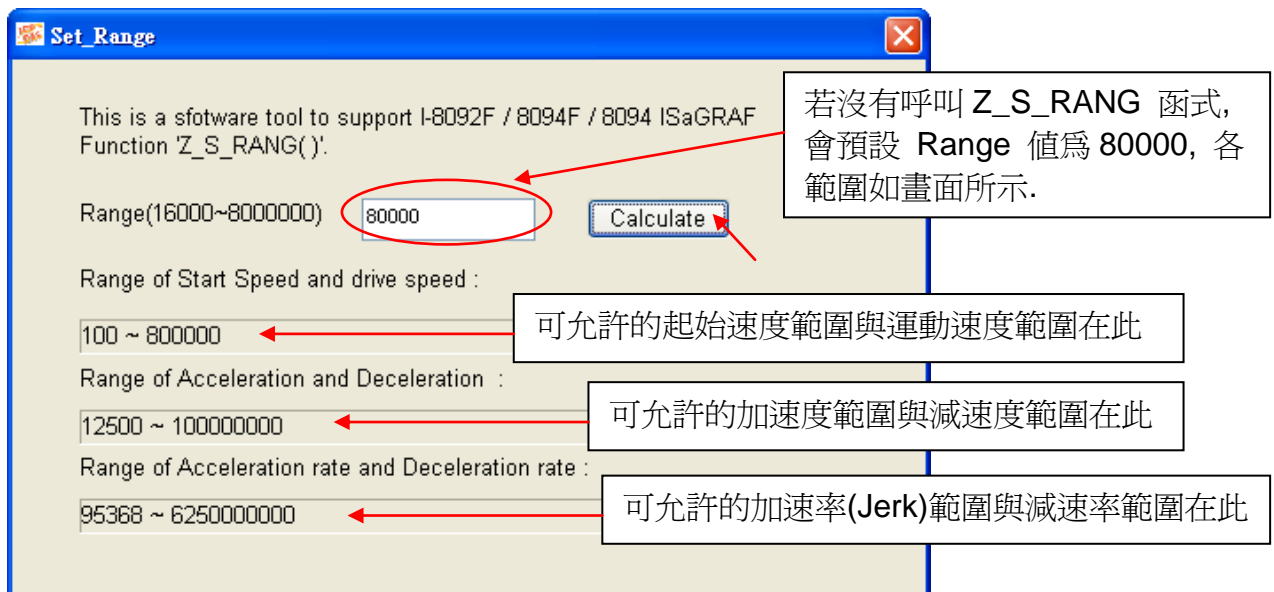 Set_Range
This is a sfotware tool to support I-8092F / 8094F / 8094 ISaGRAF
Function 'Z_S_RANG( )'.
若沒有呼叫 Z_S_RANG 函式,
會預設 Range 值爲 80000, 各
範圍如畫面所示.
Range(16000~8000000) 80000 Calculate
Range of Start Speed and drive speed :
100 ~ 800000
可允許的起始速度範圍與運動速度範圍在此
Range of Acceleration and Deceleration :
12500 ~ 100000000
可允許的加速度範圍與減速度範圍在此
Range of Acceleration rate and Deceleration rate :
95368 ~ 6250000000
可允許的加速率(Jerk)範圍與減速率範圍在此